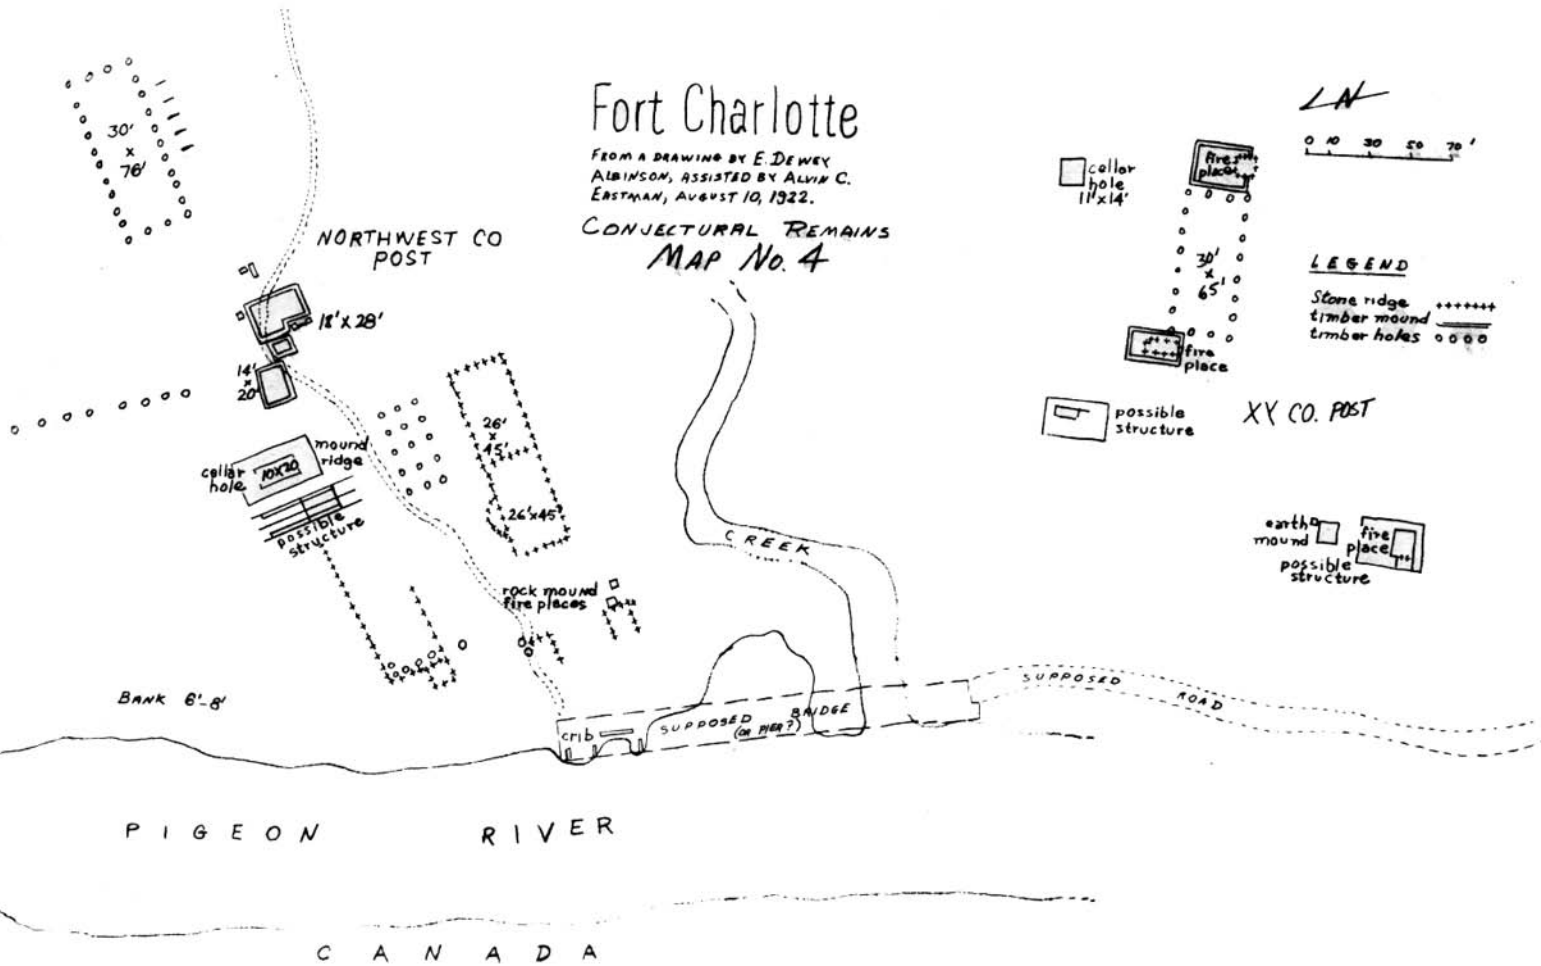 Fort Charlotte
FROM A DRAWING BY E. DEWEY
ALBINSON, ASSISTED BY ALVIN C.
EASTMAN, AUGUST 10, 1922.
CONJECTURAL REMAINS
MAP No. 4
30'
x
76'
NORTHWEST CO
POST
18' X 28'
14'
x
20'
mound
ridge
cellar
hole
10X20
possible
structure
26'
x
45'
26'x45'
rock mound
fire places
CREEK
BANK 6'-8'
crib
SUPPOSED BRIDGE
(OR PIER?)
SUPPOSED ROAD
PIGEON RIVER
CANADA
N
0 10 30 50 70'
cellar
hole
11'x14'
fire
places
30'
x
65'
fire
place
LEGEND
Stone ridge +++++++
timber mound
timber holes o o o o
possible
structure
XY CO. POST
earth
mound
fire
place
possible
structure